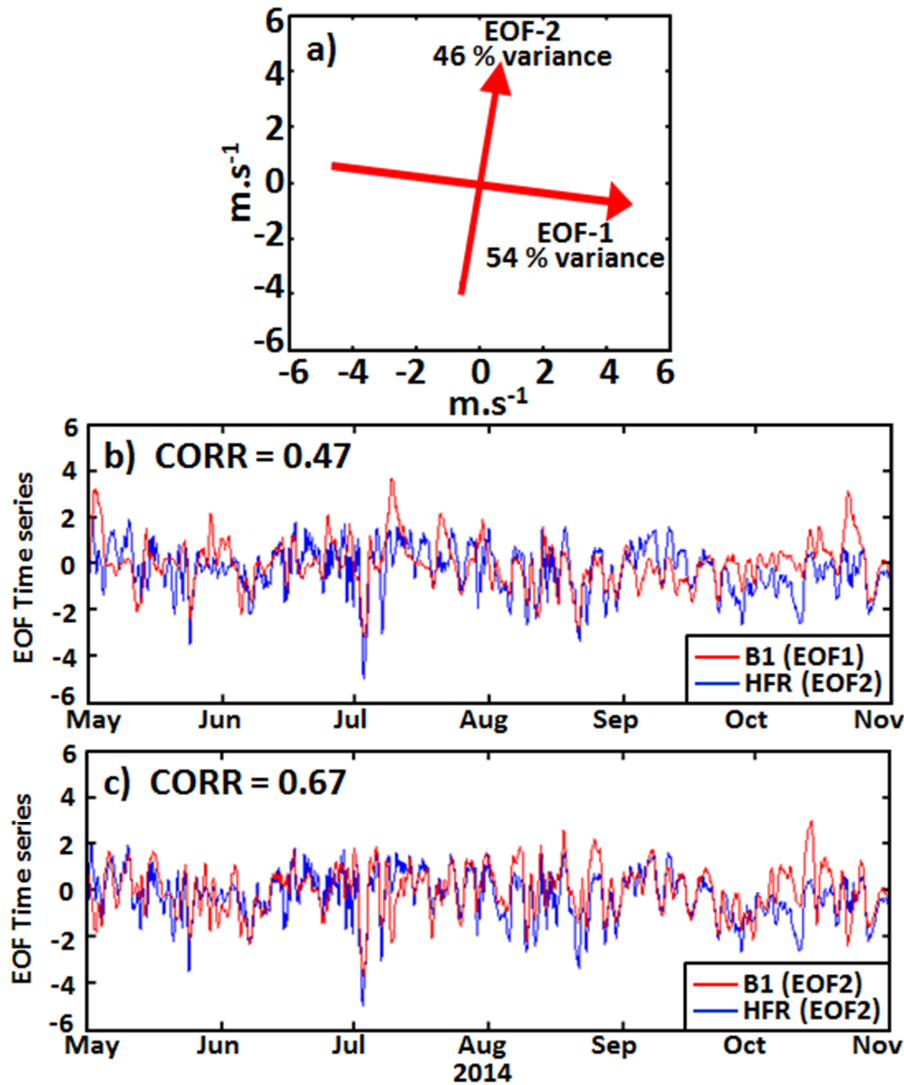 a)
EOF-2
46 % variance
EOF-1
54 % variance
6
4
2
0
-2
-4
-6
m.s-1
-6 -4 -2 0 2 4 6
m.s-1
b) CORR = 0.47
6
4
2
0
-2
-4
-6
EOF Time series
B1 (EOF1)
HFR (EOF2)
May Jun Jul Aug Sep Oct Nov
c) CORR = 0.67
6
4
2
0
-2
-4
-6
EOF Time series
B1 (EOF2)
HFR (EOF2)
May Jun Jul Aug Sep Oct Nov
2014